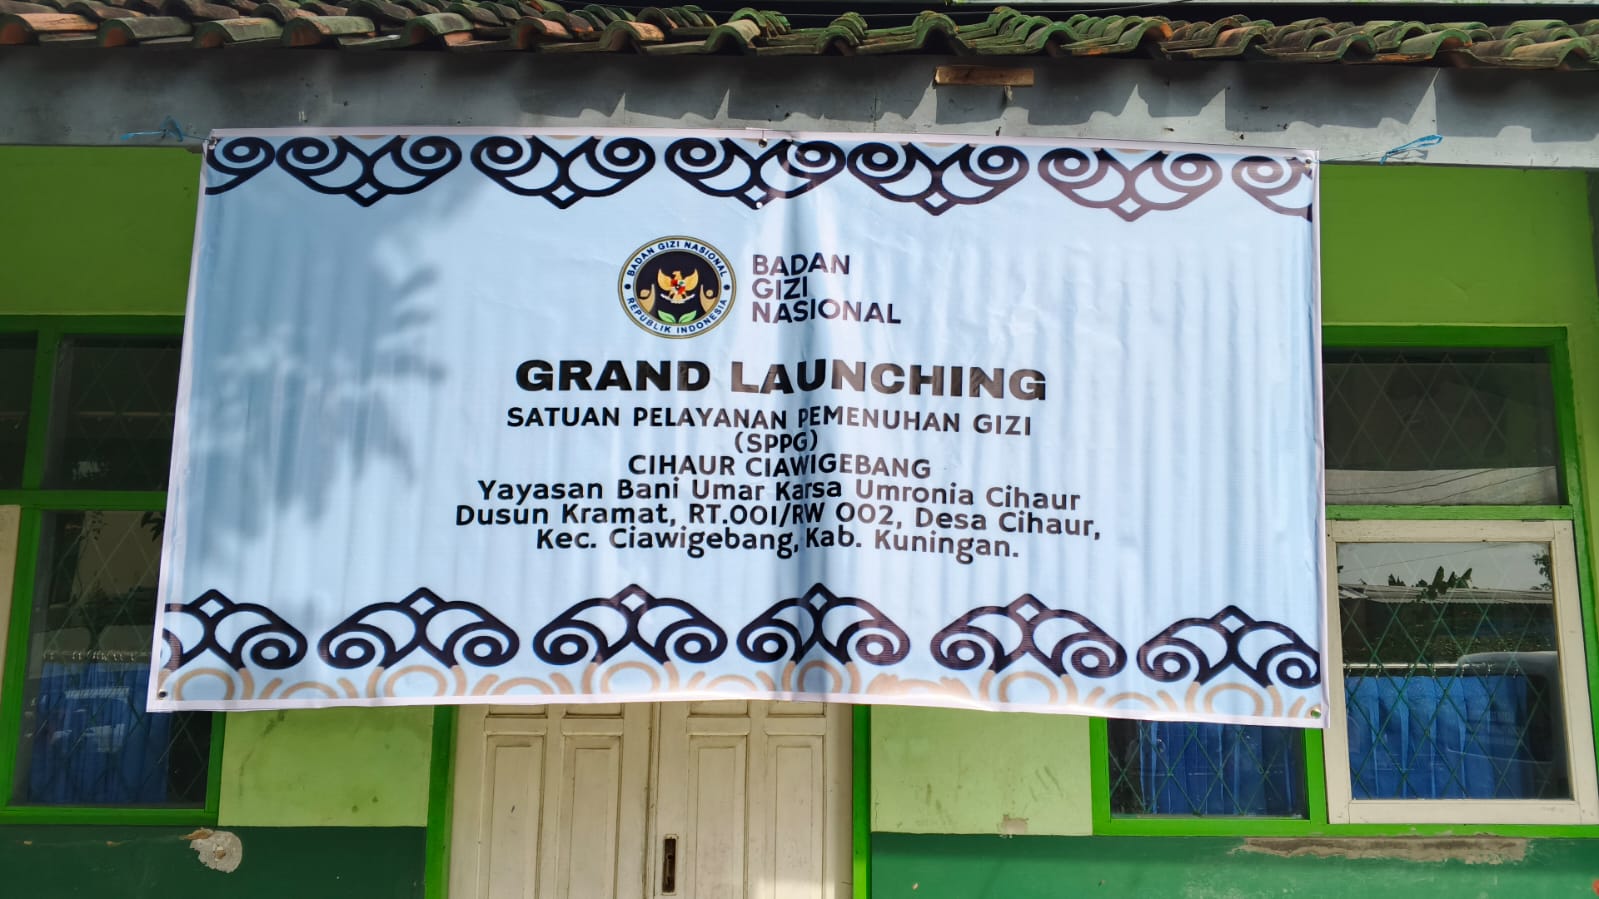 BADAN GIZI NASIONAL
REPUBLIK INDONESIA
BADAN
GIZI
NASIONAL
GRAND LAUNCHING
SATUAN PELAYANAN PEMENUHAN GIZI
(SPPG)
CIHAUR CIAWIGEBANG
Yayasan Bani Umar Karsa Umronia Cihaur
Dusun Kramat, RT.001/RW 002, Desa Cihaur,
Kec. Ciawigebang, Kab. Kuningan.